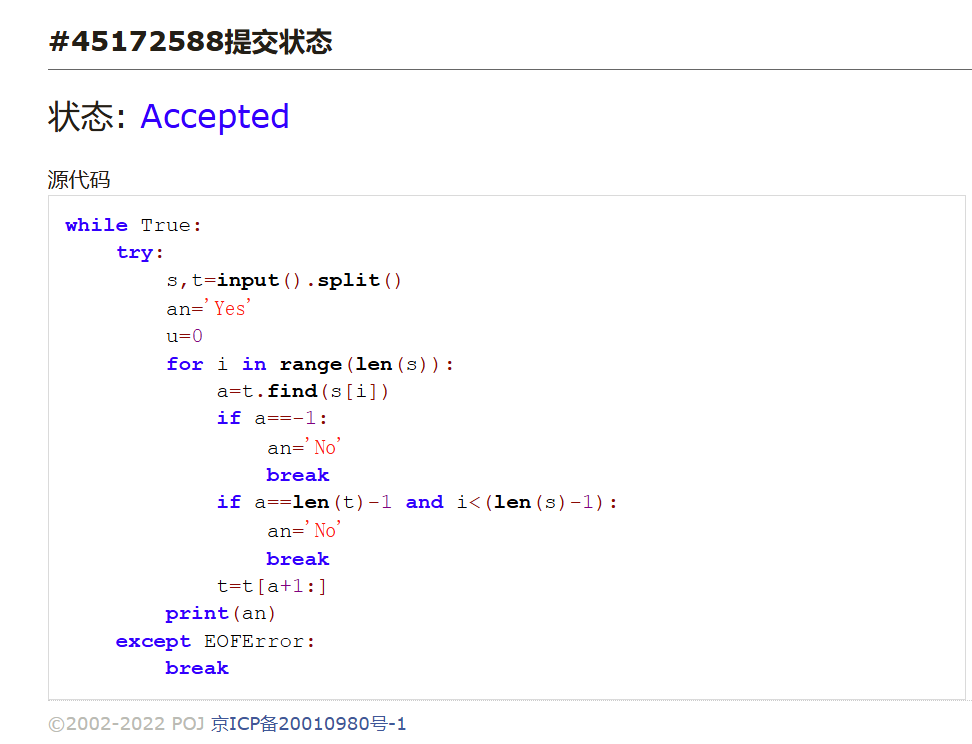 #45172588提交状态
状态: Accepted
源代码
while True:
    try:
        s,t=input().split()
        an='Yes'
        u=0
        for i in range(len(s)):
            a=t.find(s[i])
            if a==-1:
                an='No'
                break
            if a==len(t)-1 and i<(len(s)-1):
                an='No'
                break
            t=t[a+1:]
        print(an)
    except EOFError:
        break
©2002-2022 POJ 京ICP备20010980号-1